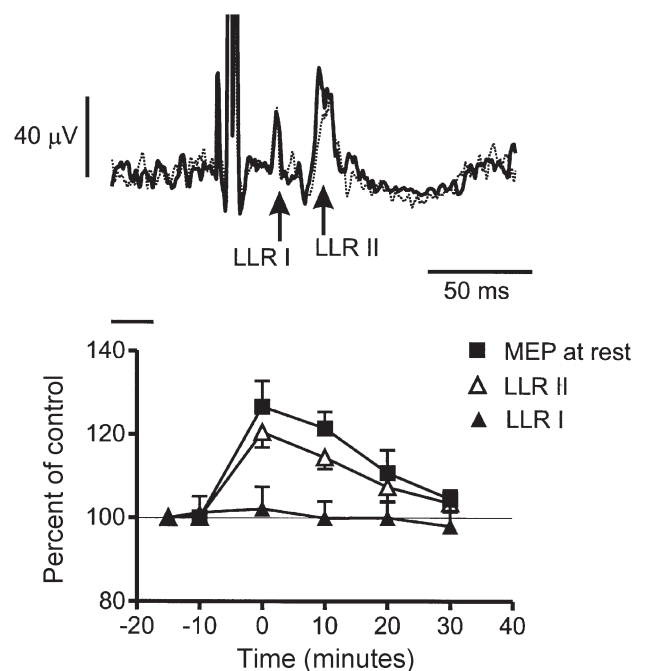 40 µV
LLR I
LLR II
50 ms
MEP at rest
LLR II
LLR I
Percent of control
140
120
100
80
-20 -10 0 10 20 30 40
Time (minutes)